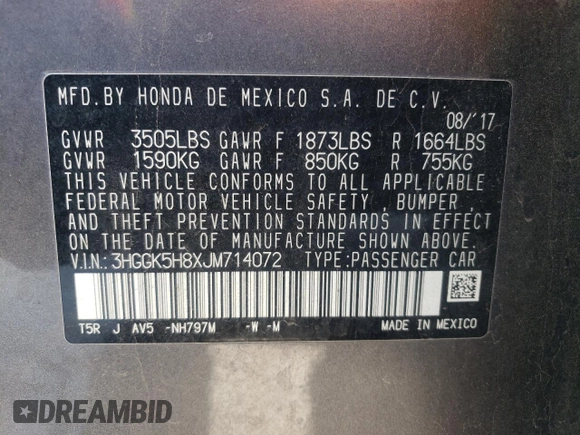 MFD.BY HONDA DE MEXICO S.A. DE C.V.
08/'17
GVWR 3505LBS GAWR F 1873LBS R 1664LBS
GVWR 1590KG GAWR F 850KG R 755KG
THIS VEHICLE CONFORMS TO ALL APPLICABLE
FEDERAL MOTOR VEHICLE SAFETY , BUMPER ,
AND THEFT PREVENTION STANDARDS IN EFFECT
ON THE DATE OF MANUFACTURE SHOWN ABOVE.
V.I.N.: 3HGGK5H8XJM714072 TYPE:PASSENGER CAR
T5R J AV5 -NH797M -W -M MADE IN MEXICO
DREAMBID